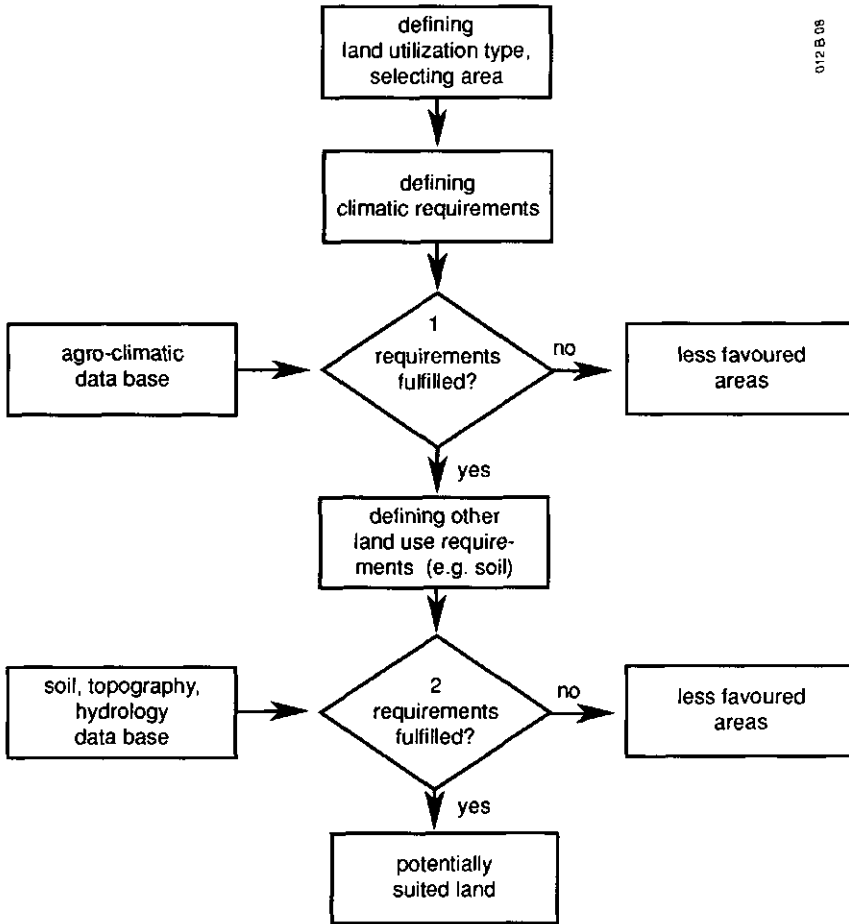 defining
land utilization type,
selecting area
012 B 08
defining
climatic requirements
agro-climatic
data base
1
requirements
fulfilled?
no
less favoured
areas
yes
defining other
land use require-
ments (e.g. soil)
soil, topography,
hydrology
data base
2
requirements
fulfilled?
no
less favoured
areas
yes
potentially
suited land